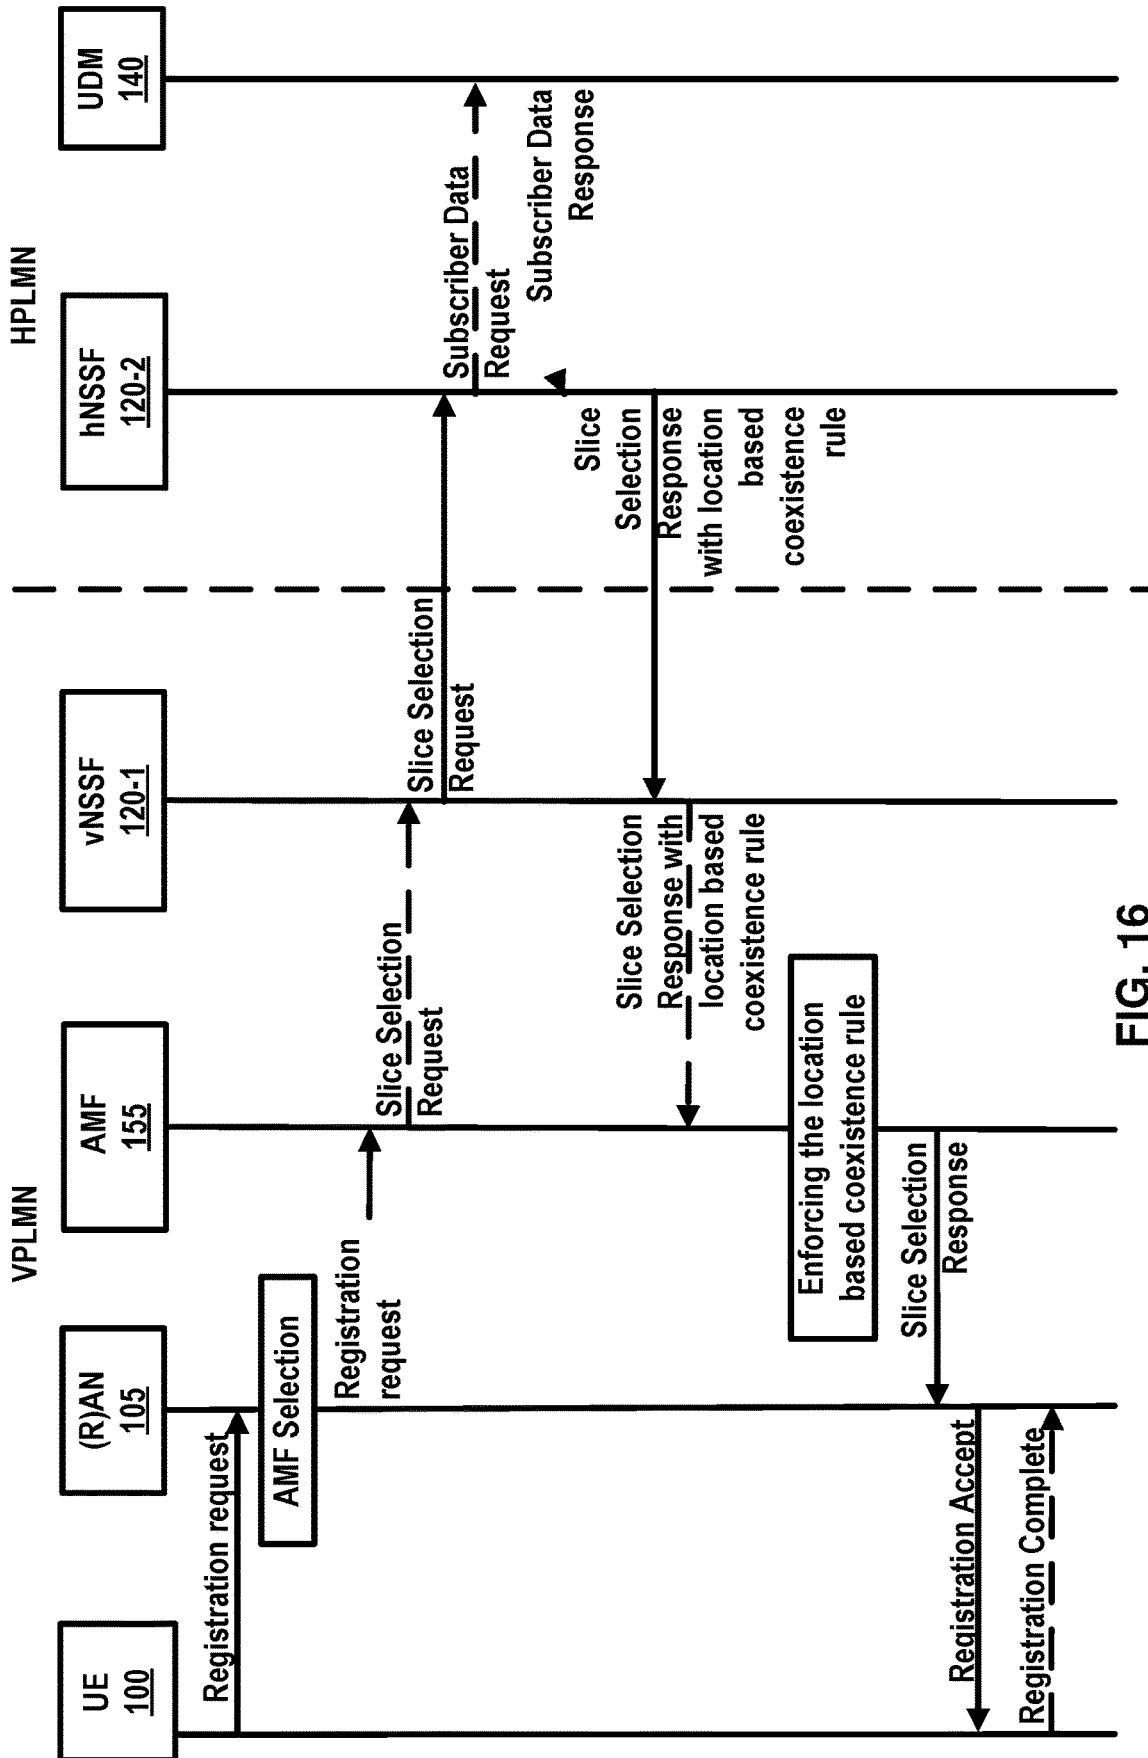 VPLMN
HPLMN
UE
100
(R)AN
105
AMF
155
vNSSF
120-1
hNSSF
120-2
UDM
140
Registration request
AMF Selection
Registration
request
Slice Selection
Request
Slice Selection
Request
Subscriber Data
Request
Subscriber Data
Response
Slice
Selection
Response
with location
based
coexistence
rule
Slice Selection
Response with
location based
coexistence rule
Enforcing the location
based coexistence rule
Slice Selection
Response
Registration Accept
Registration Complete
FIG. 16